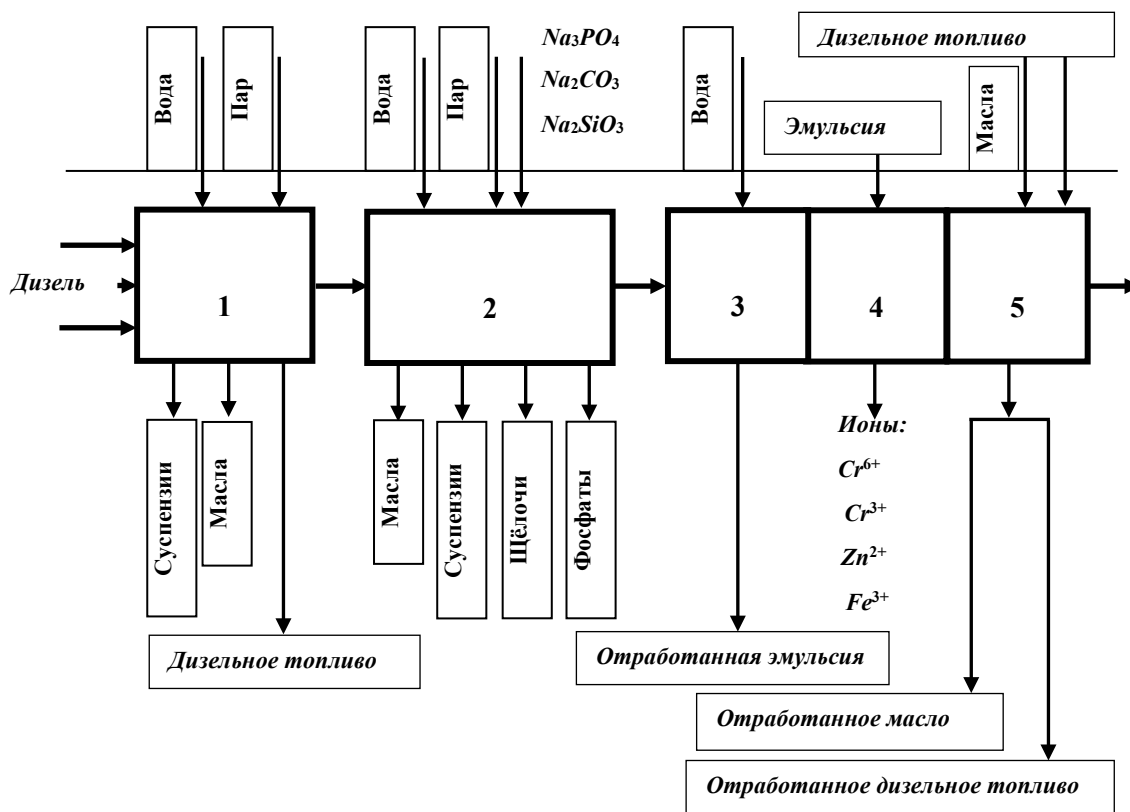 Вода
Пар
Вода
Пар
Na₃PO₄
Na₂CO₃
Na₂SiO₃
Вода
Эмульсия
Дизельное топливо
Масла
Дизель
1
2
3
4
5
Суспензии
Масла
Дизельное топливо
Масла
Суспензии
Щёлочи
Фосфаты
Отработанная эмульсия
Ионы:
Cr⁶⁺
Cr³⁺
Zn²⁺
Fe³⁺
Отработанное масло
Отработанное дизельное топливо